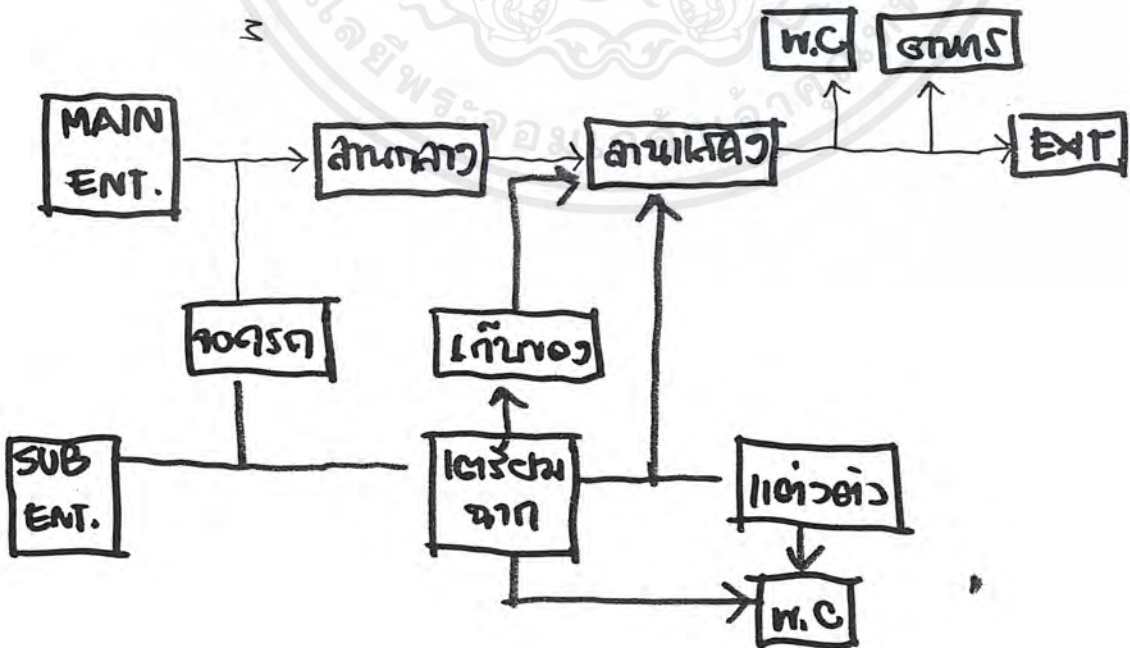 W.C
อาหาร
MAIN
ENT.
ลานกลาง
ลานแสดง
EXIT
จอดรถ
เก็บของ
SUB
ENT.
เตรียม
ฉาก
แต่งตัว
W.C